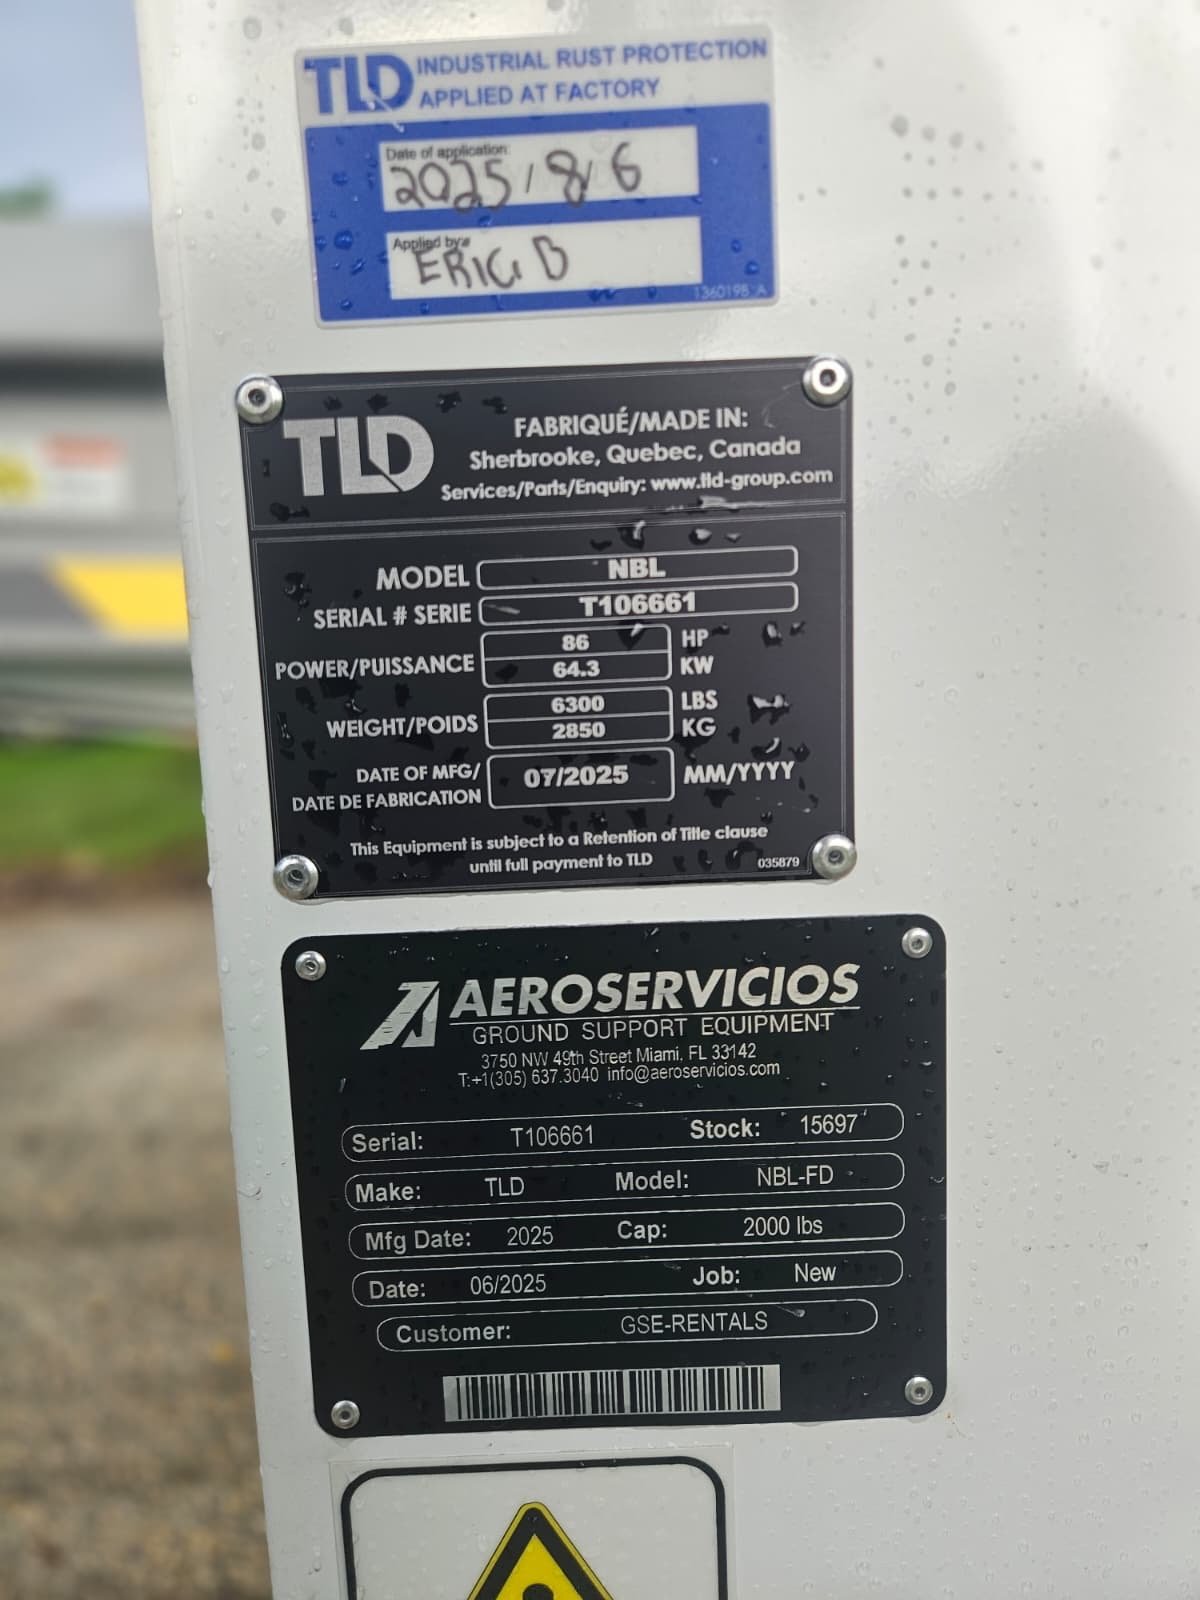 TLD INDUSTRIAL RUST PROTECTION
APPLIED AT FACTORY
Date of application:
2025/8/6
Applied by:
ERIC B
1360195 A
TLD
FABRIQUÉ/MADE IN:
Sherbrooke, Quebec, Canada
Services/Parts/Enquiry: www.tld-group.com
MODEL NBL
SERIAL # SERIE T106661
POWER/PUISSANCE 86 HP
64.3 KW
WEIGHT/POIDS 6300 LBS
2850 KG
DATE OF MFG/
DATE DE FABRICATION 07/2025 MM/YYYY
This Equipment is subject to a Retention of Title clause
until full payment to TLD
035879
AEROSERVICIOS
GROUND SUPPORT EQUIPMENT
3750 NW 49th Street Miami, FL 33142
T:+1(305) 637.3040 info@aeroservicios.com
Serial: T106661 Stock: 15697
Make: TLD Model: NBL-FD
Mfg Date: 2025 Cap: 2000 lbs
Date: 06/2025 Job: New
Customer: GSE-RENTALS